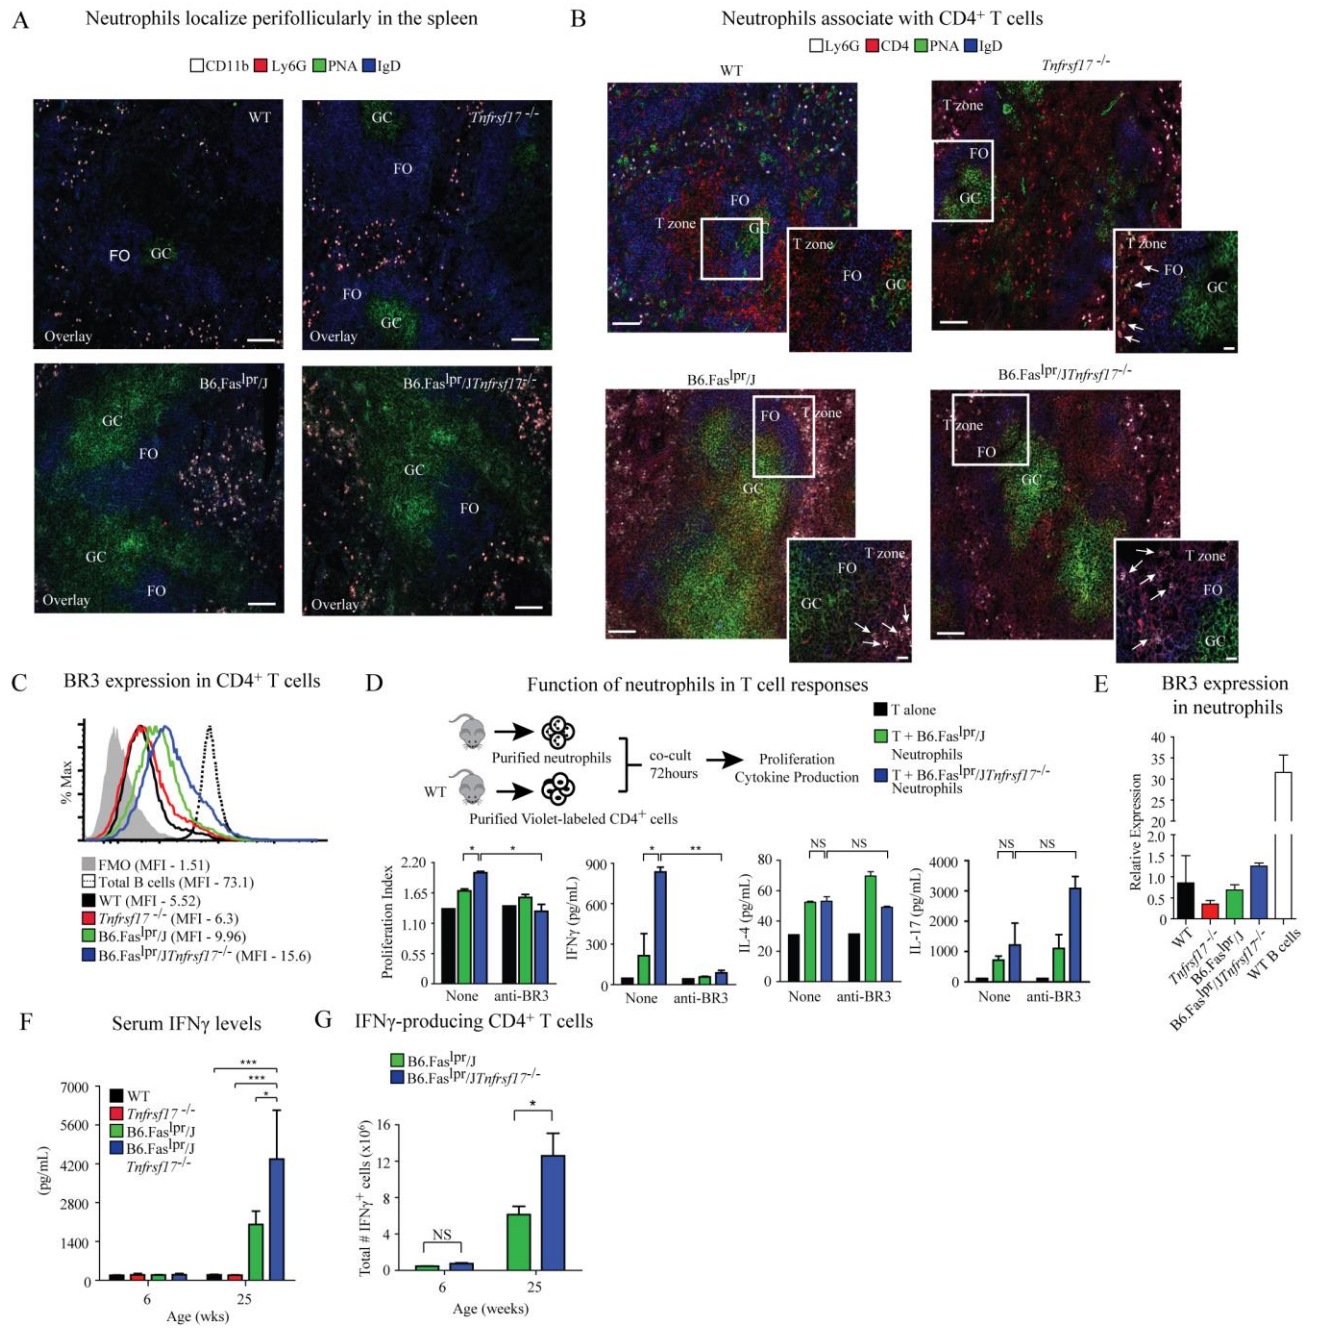 A
Neutrophils localize perifollicularly in the spleen
CD11b Ly6G PNA IgD
WT
FO GC
Overlay
Tnfrsf17 -/-
GC
FO
FO
GC
Overlay
B6.Fas^lpr/J
GC
FO
GC
FO
Overlay
B6.Fas^lpr/JTnfrsf17-/-
GC
FO
Overlay
B
Neutrophils associate with CD4+ T cells
Ly6G CD4 PNA IgD
WT
FO
T zone
GC
T zone
FO
GC
Tnfrsf17 -/-
T zone
FO
GC
T zone
FO
GC
B6.Fas^lpr/J
FO
T zone
GC
T zone
FO
GC
B6.Fas^lpr/JTnfrsf17-/-
T zone
FO
GC
T zone
FO
GC
C
BR3 expression in CD4+ T cells
% Max
FMO (MFI - 1.51)
Total B cells (MFI - 73.1)
WT (MFI - 5.52)
Tnfrsf17 -/- (MFI - 6.3)
B6.Fas^lpr/J (MFI - 9.96)
B6.Fas^lpr/JTnfrsf17-/- (MFI - 15.6)
D
Function of neutrophils in T cell responses
Purified neutrophils
WT
Purified Violet-labeled CD4+ cells
co-cult
72hours
Proliferation
Cytokine Production
T alone
T + B6.Fas^lpr/J
Neutrophils
T + B6.Fas^lpr/JTnfrsf17-/-
Neutrophils
Proliferation Index
2.20
1.65
1.10
0.55
0
* *
None anti-BR3
IFNγ (pg/mL)
900
600
300
0
* **
None anti-BR3
IL-4 (pg/mL)
80
60
40
20
0
NS NS
None anti-BR3
IL-17 (pg/mL)
4000
3000
2000
1000
0
NS NS
None anti-BR3
E
BR3 expression
in neutrophils
Relative Expression
40
35
30
25
20
2.0
1.5
1.0
0.5
0
WT
Tnfrsf17 -/-
B6.Fas^lpr/J
B6.Fas^lpr/JTnfrsf17-/-
WT B cells
F
Serum IFNγ levels
WT
Tnfrsf17 -/-
B6.Fas^lpr/J
B6.Fas^lpr/J
Tnfrsf17-/-
***
***
*
(pg/mL)
7000
5600
4200
2800
1400
0
6 25
Age (wks)
G
IFNγ-producing CD4+ T cells
B6.Fas^lpr/J
B6.Fas^lpr/JTnfrsf17-/-
Total # IFNγ+ cells (x10⁶)
16
12
8
4
0
NS
*
6 25
Age (weeks)